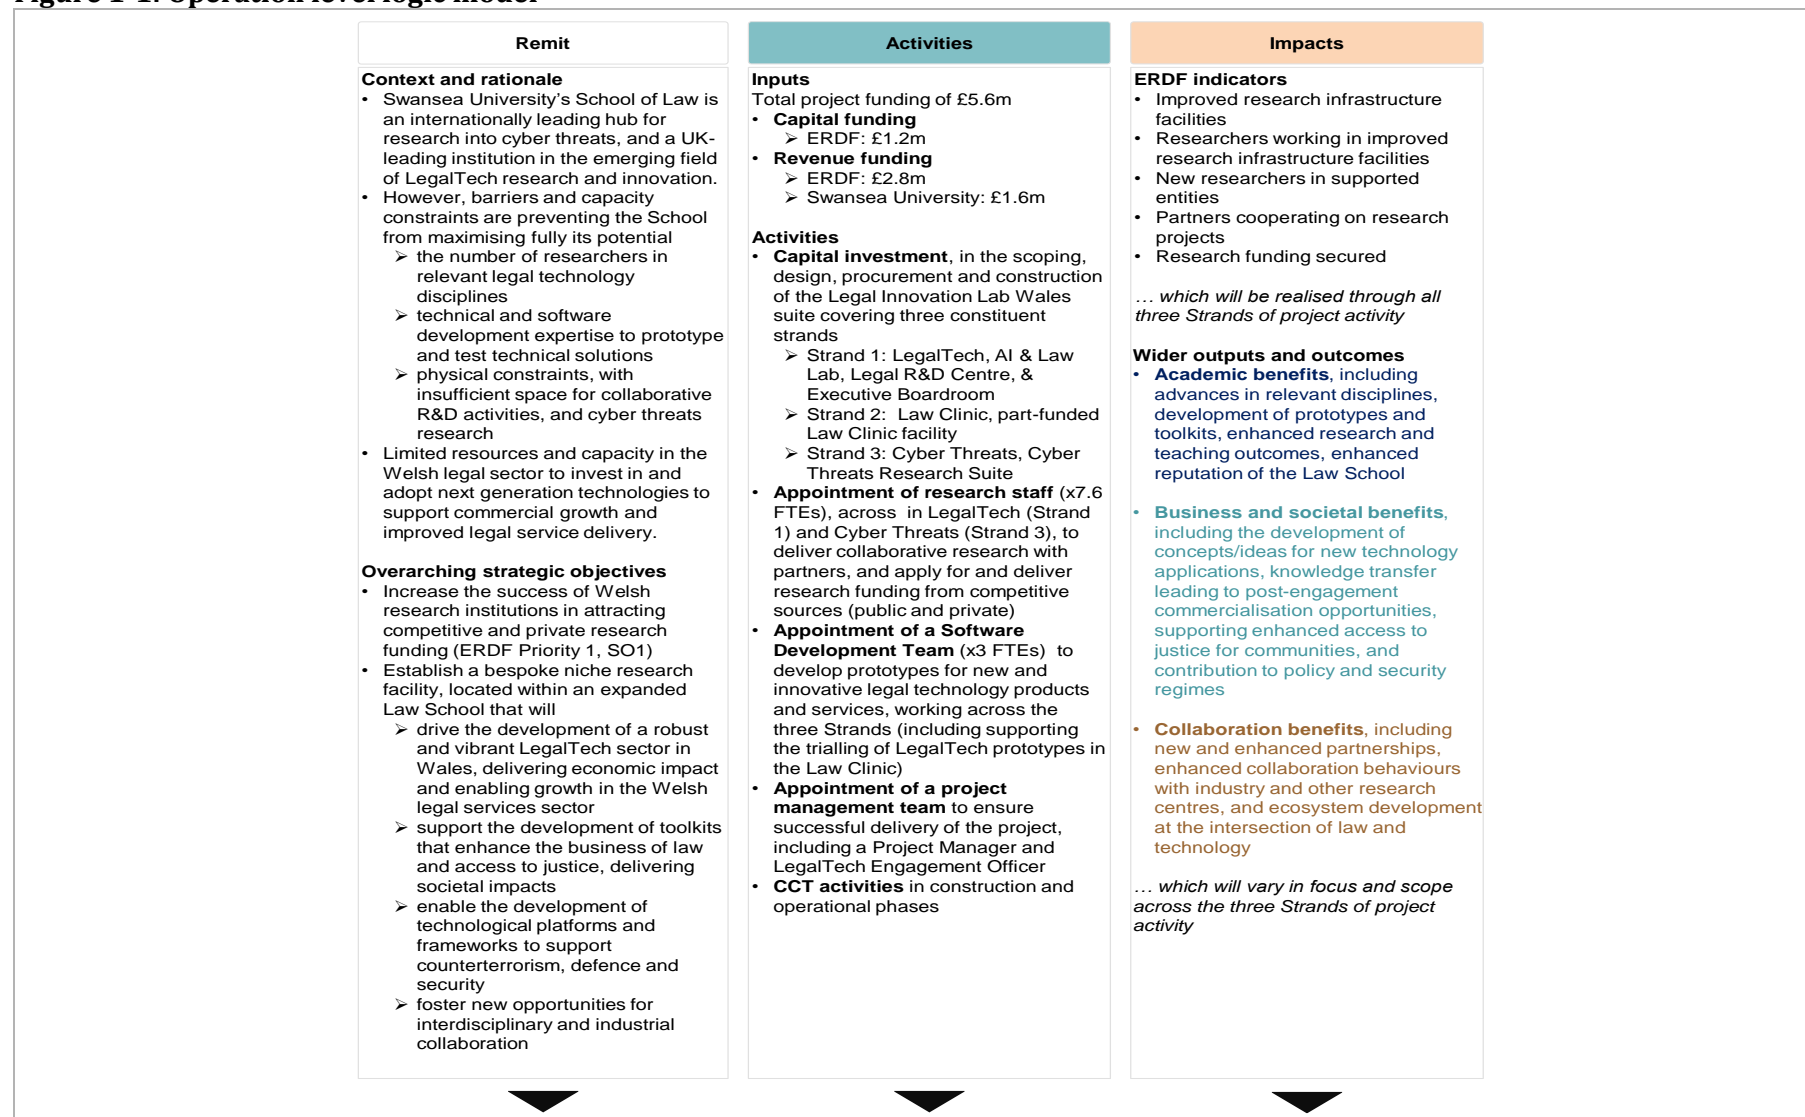 Figure 1-1: Operation level logic model
Remit
Context and rationale
• Swansea University’s School of Law is
an internationally leading hub for
research into cyber threats, and a UK-
leading institution in the emerging field
of LegalTech research and innovation.
• However, barriers and capacity
constraints are preventing the School
from maximising fully its potential
➢ the number of researchers in
relevant legal technology
disciplines
➢ technical and software
development expertise to prototype
and test technical solutions
➢ physical constraints, with
insufficient space for collaborative
R&D activities, and cyber threats
research
• Limited resources and capacity in the
Welsh legal sector to invest in and
adopt next generation technologies to
support commercial growth and
improved legal service delivery.
Overarching strategic objectives
• Increase the success of Welsh
research institutions in attracting
competitive and private research
funding (ERDF Priority 1, SO1)
• Establish a bespoke niche research
facility, located within an expanded
Law School that will
➢ drive the development of a robust
and vibrant LegalTech sector in
Wales, delivering economic impact
and enabling growth in the Welsh
legal services sector
➢ support the development of toolkits
that enhance the business of law
and access to justice, delivering
societal impacts
➢ enable the development of
technological platforms and
frameworks to support
counterterrorism, defence and
security
➢ foster new opportunities for
interdisciplinary and industrial
collaboration
Activities
Inputs
Total project funding of £5.6m
• Capital funding
➢ ERDF: £1.2m
• Revenue funding
➢ ERDF: £2.8m
➢ Swansea University: £1.6m
Activities
• Capital investment, in the scoping,
design, procurement and construction
of the Legal Innovation Lab Wales
suite covering three constituent
strands
➢ Strand 1: LegalTech, AI & Law
Lab, Legal R&D Centre, &
Executive Boardroom
➢ Strand 2: Law Clinic, part-funded
Law Clinic facility
➢ Strand 3: Cyber Threats, Cyber
Threats Research Suite
• Appointment of research staff (x7.6
FTEs), across in LegalTech (Strand
1) and Cyber Threats (Strand 3), to
deliver collaborative research with
partners, and apply for and deliver
research funding from competitive
sources (public and private)
• Appointment of a Software
Development Team (x3 FTEs) to
develop prototypes for new and
innovative legal technology products
and services, working across the
three Strands (including supporting
the trialling of LegalTech prototypes in
the Law Clinic)
• Appointment of a project
management team to ensure
successful delivery of the project,
including a Project Manager and
LegalTech Engagement Officer
• CCT activities in construction and
operational phases
Impacts
ERDF indicators
• Improved research infrastructure
facilities
• Researchers working in improved
research infrastructure facilities
• New researchers in supported
entities
• Partners cooperating on research
projects
• Research funding secured
… which will be realised through all
three Strands of project activity
Wider outputs and outcomes
• Academic benefits, including
advances in relevant disciplines,
development of prototypes and
toolkits, enhanced research and
teaching outcomes, enhanced
reputation of the Law School
• Business and societal benefits,
including the development of
concepts/ideas for new technology
applications, knowledge transfer
leading to post-engagement
commercialisation opportunities,
supporting enhanced access to
justice for communities, and
contribution to policy and security
regimes
• Collaboration benefits, including
new and enhanced partnerships,
enhanced collaboration behaviours
with industry and other research
centres, and ecosystem development
at the intersection of law and
technology
… which will vary in focus and scope
across the three Strands of project
activity